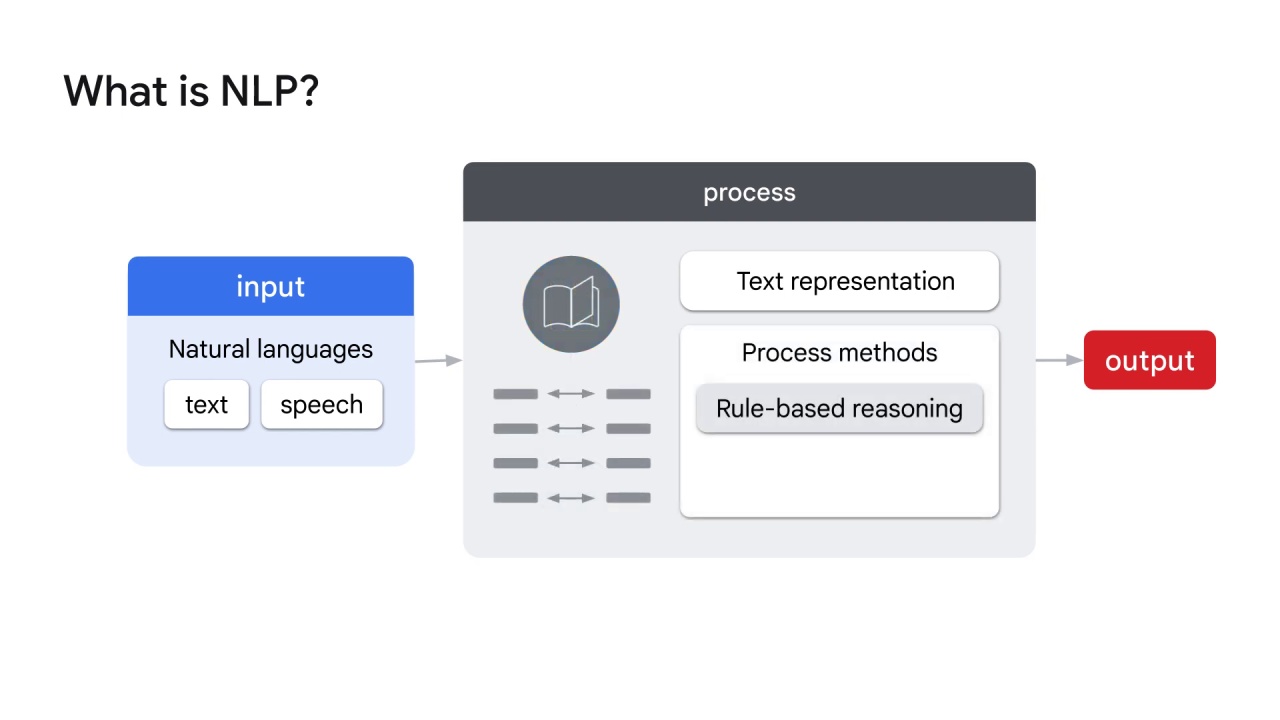 What is NLP?
process
input
Natural languages
text
speech
Text representation
Process methods
Rule-based reasoning
output